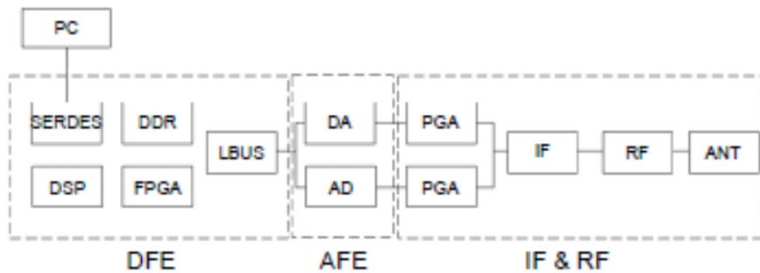 PC
SERDES DDR DA PGA
LBUS IF RF ANT
DSP FPGA AD PGA
DFE AFE IF & RF